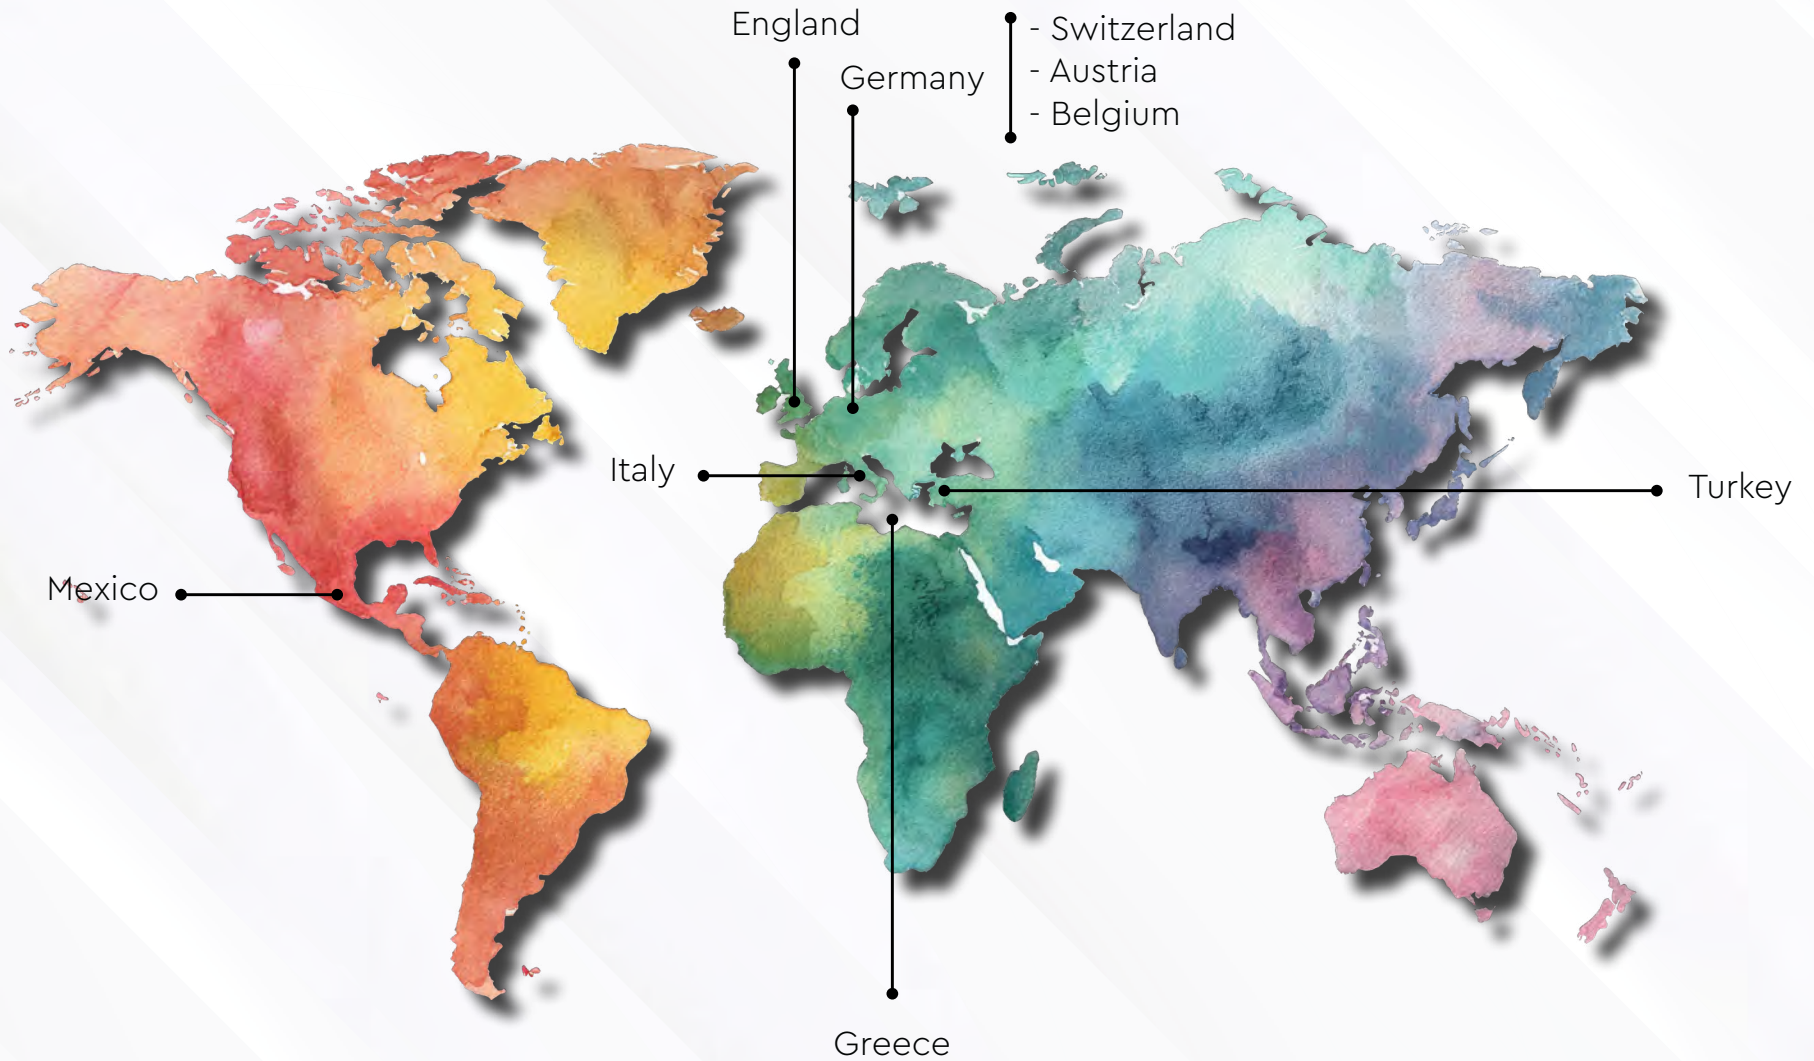 England
Germany
- Switzerland
- Austria
- Belgium
Italy
Turkey
Mexico
Greece